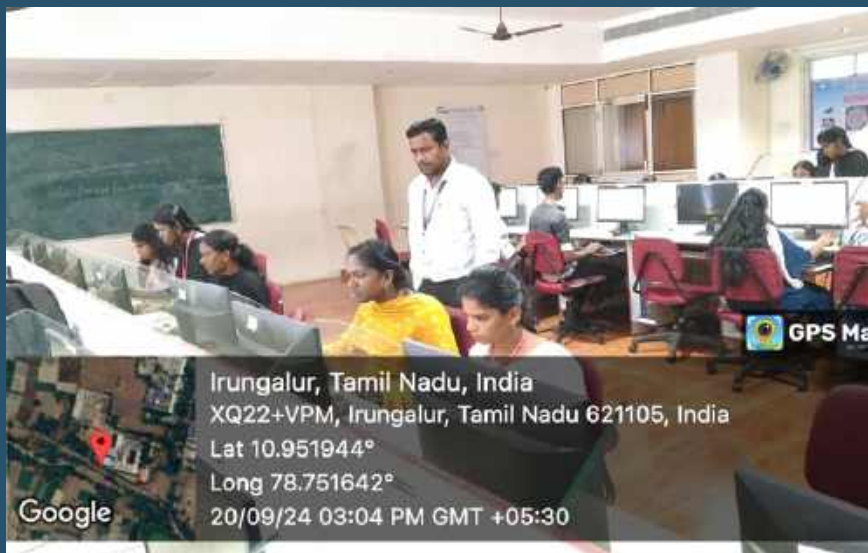 GPS Ma
Irungalur, Tamil Nadu, India
XQ22+VPM, Irungalur, Tamil Nadu 621105, India
Lat 10.951944°
Long 78.751642°
20/09/24 03:04 PM GMT +05:30
Google